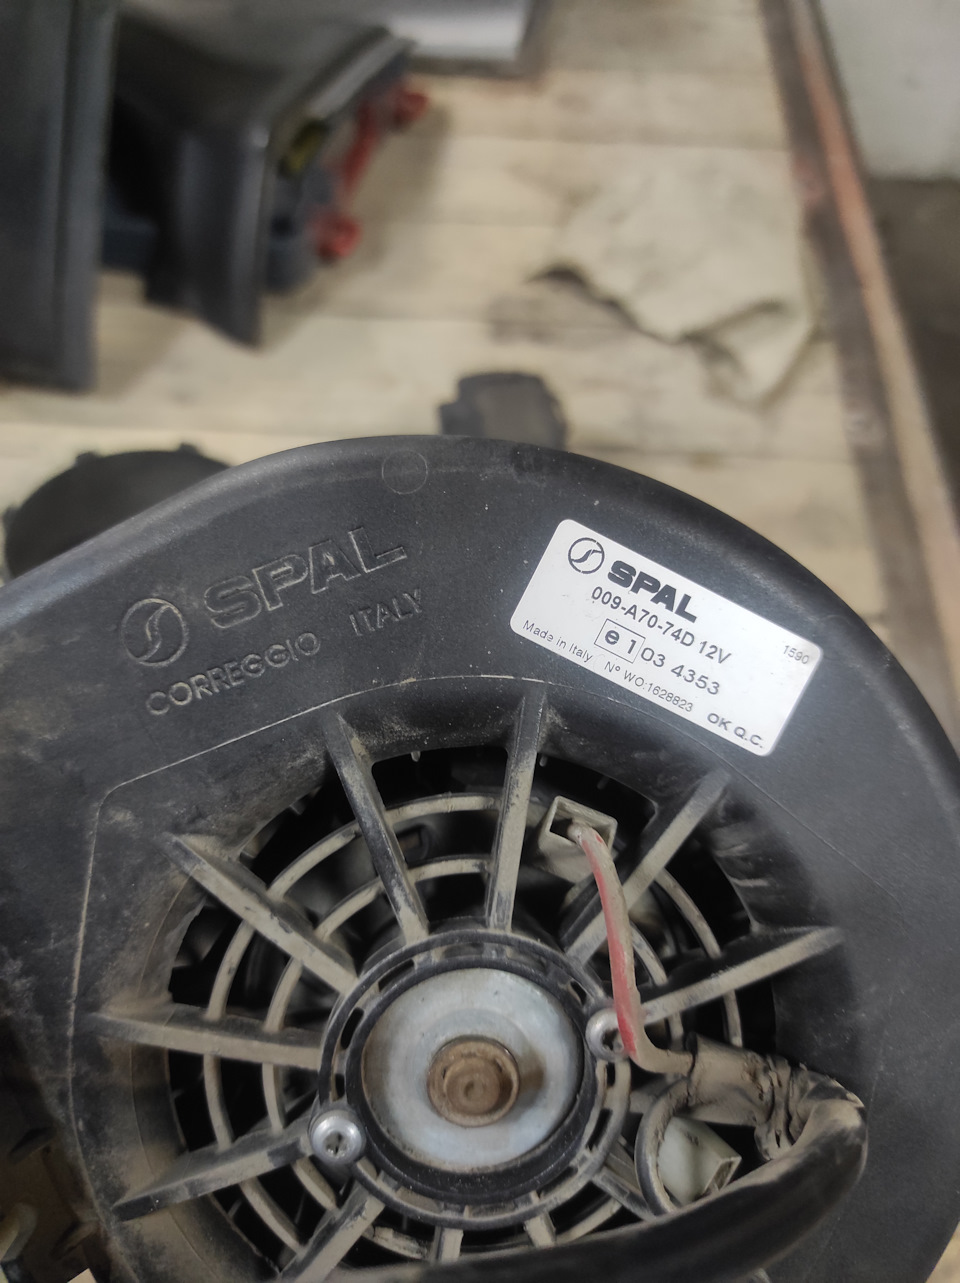 SPAL
CORREGGIO ITALY
SPAL
009-A70-74D 12V
1590
e 1 03 4353
Made in Italy N° WO:1628823 OK Q.C.